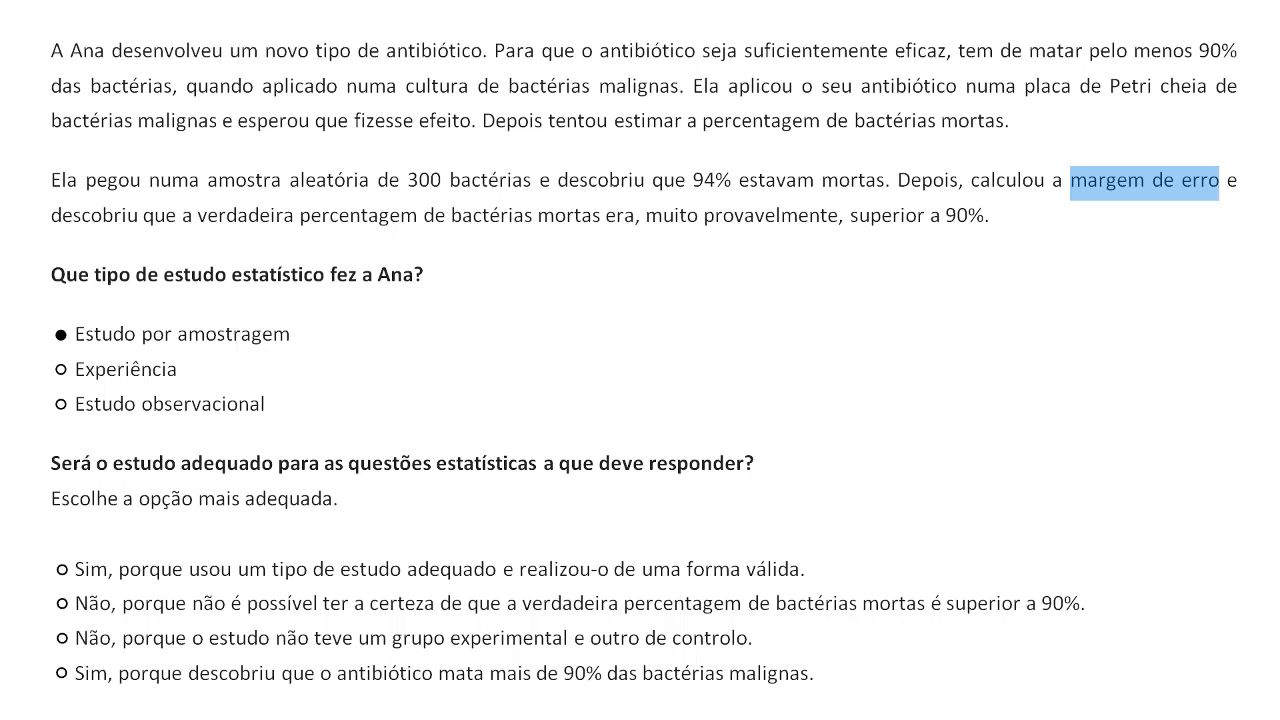 A Ana desenvolveu um novo tipo de antibiótico. Para que o antibiótico seja suficientemente eficaz, tem de matar pelo menos 90%
das bactérias, quando aplicado numa cultura de bactérias malignas. Ela aplicou o seu antibiótico numa placa de Petri cheia de
bactérias malignas e esperou que fizesse efeito. Depois tentou estimar a percentagem de bactérias mortas.
Ela pegou numa amostra aleatória de 300 bactérias e descobriu que 94% estavam mortas. Depois, calculou a margem de erro e
descobriu que a verdadeira percentagem de bactérias mortas era, muito provavelmente, superior a 90%.
Que tipo de estudo estatístico fez a Ana?
Estudo por amostragem
Experiência
Estudo observacional
Será o estudo adequado para as questões estatísticas a que deve responder?
Escolhe a opção mais adequada.
Sim, porque usou um tipo de estudo adequado e realizou-o de uma forma válida.
Não, porque não é possível ter a certeza de que a verdadeira percentagem de bactérias mortas é superior a 90%.
Não, porque o estudo não teve um grupo experimental e outro de controlo.
Sim, porque descobriu que o antibiótico mata mais de 90% das bactérias malignas.